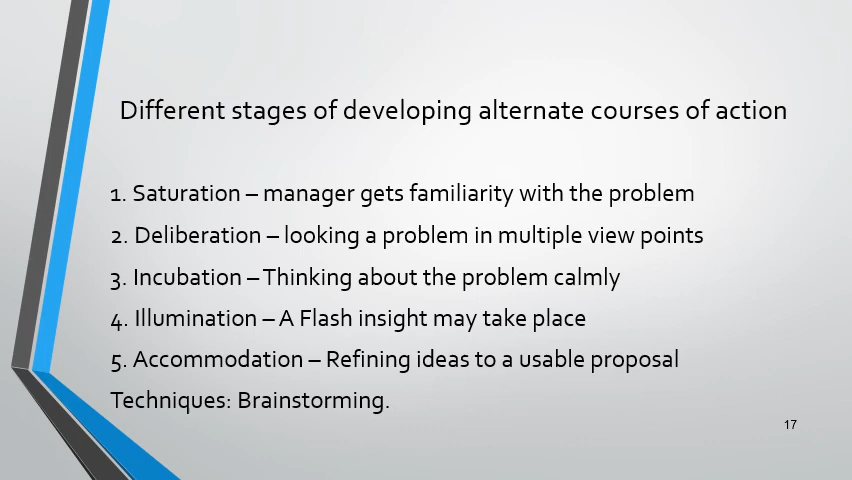 Different stages of developing alternate courses of action
1. Saturation – manager gets familiarity with the problem
2. Deliberation – looking a problem in multiple view points
3. Incubation – Thinking about the problem calmly
4. Illumination – A Flash insight may take place
5. Accommodation – Refining ideas to a usable proposal
Techniques: Brainstorming.
17